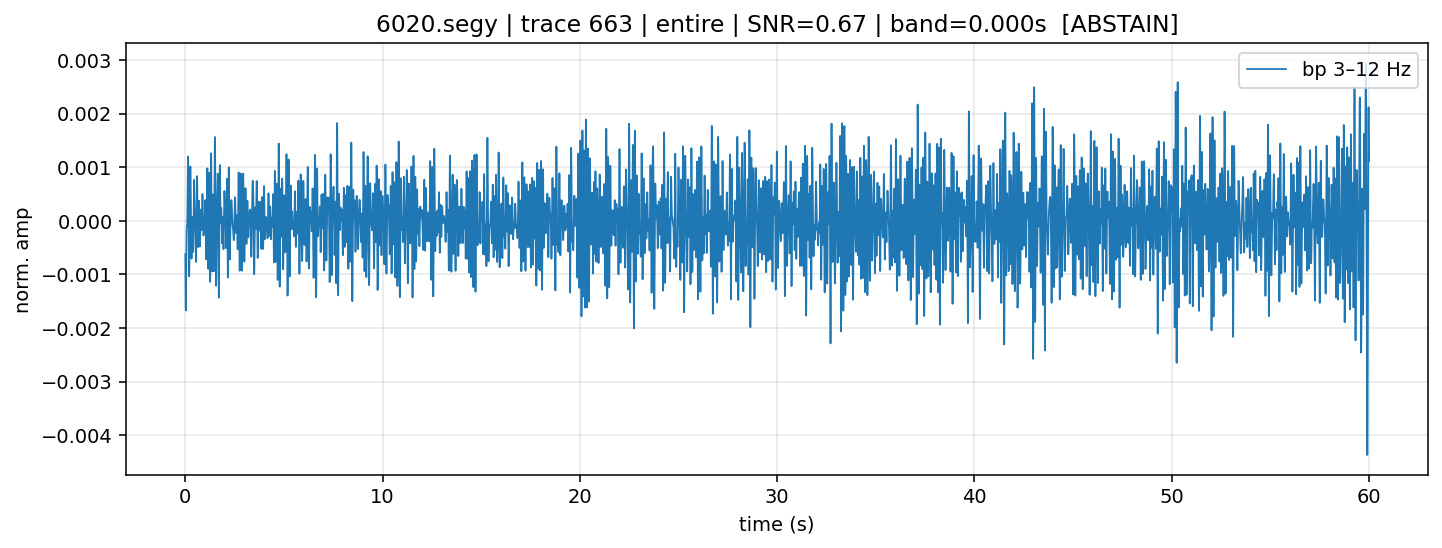 6020.segy | trace 663 | entire | SNR=0.67 | band=0.000s  [ABSTAIN]
bp 3–12 Hz
norm. amp
0.003
0.002
0.001
0.000
−0.001
−0.002
−0.003
−0.004
0 10 20 30 40 50 60
time (s)